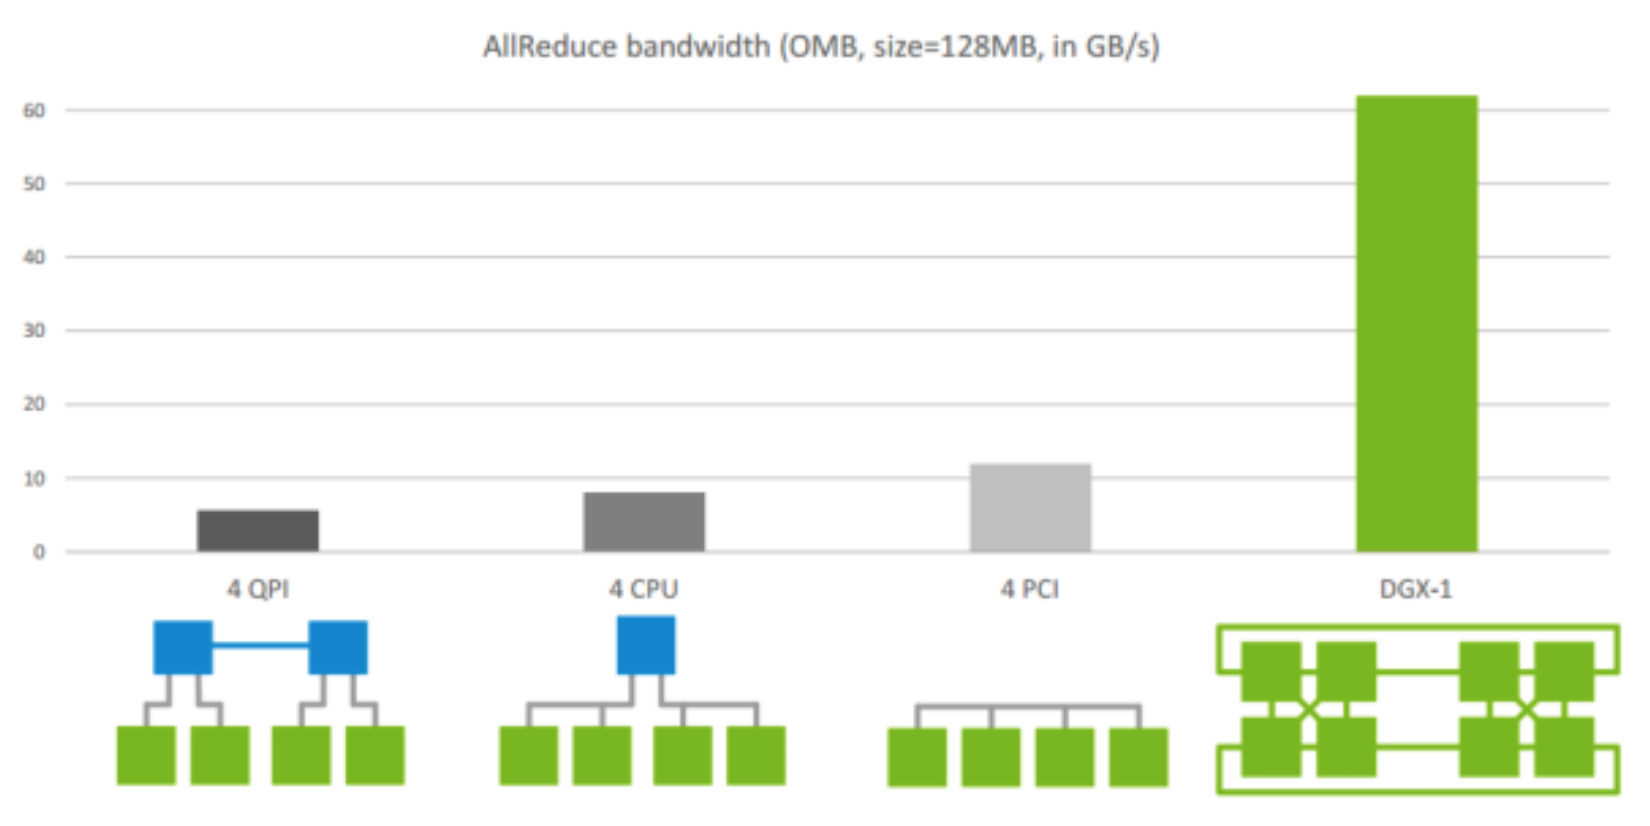 AllReduce bandwidth (OMB, size=128MB, in GB/s)
60
50
40
30
20
10
0
4 QPI
4 CPU
4 PCI
DGX-1